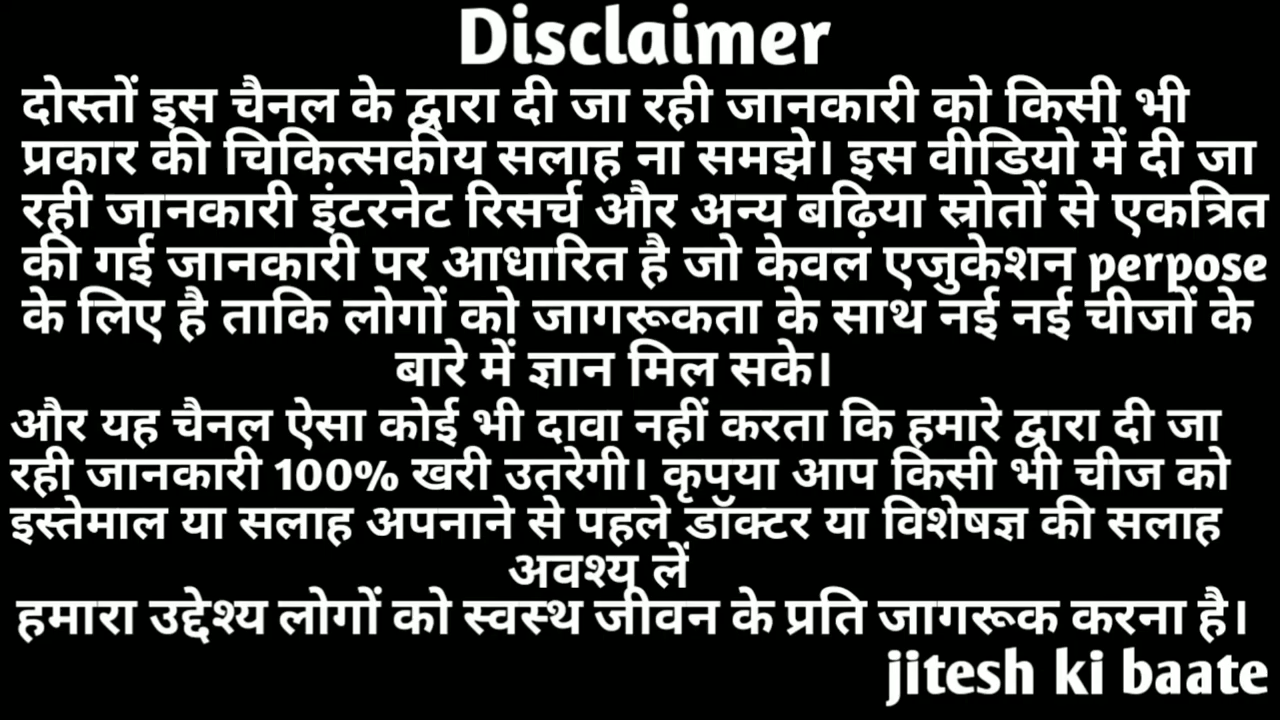 Disclaimer
दोस्तों इस चैनल के द्वारा दी जा रही जानकारी को किसी भी
प्रकार की चिकित्सकीय सलाह ना समझे। इस वीडियो में दी जा
रही जानकारी इंटरनेट रिसर्च और अन्य बढ़िया स्रोतों से एकत्रित
की गई जानकारी पर आधारित है जो केवल एजुकेशन perpose
के लिए है ताकि लोगों को जागरूकता के साथ नई नई चीजों के
बारे में ज्ञान मिल सके।
और यह चैनल ऐसा कोई भी दावा नहीं करता कि हमारे द्वारा दी जा
रही जानकारी 100% खरी उतरेगी। कृपया आप किसी भी चीज को
इस्तेमाल या सलाह अपनाने से पहले डॉक्टर या विशेषज्ञ की सलाह
अवश्य लें
हमारा उद्देश्य लोगों को स्वस्थ जीवन के प्रति जागरूक करना है।
jitesh ki baate